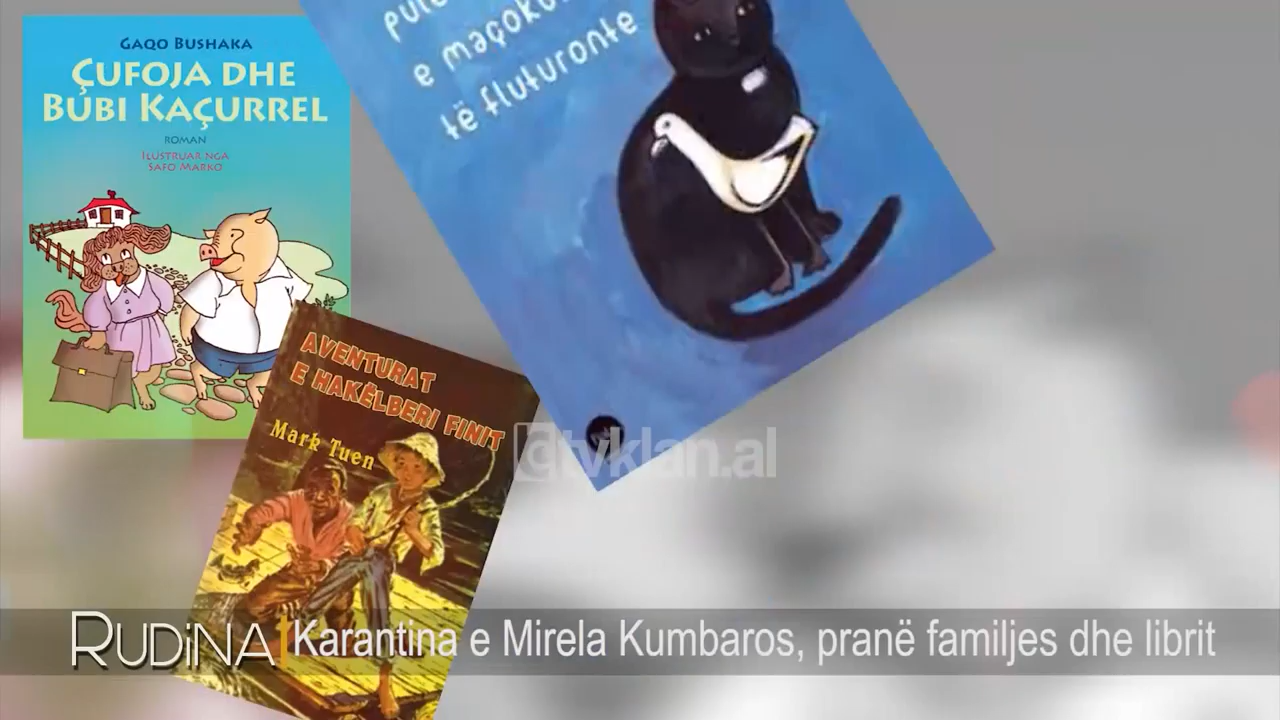 GAQO BUSHAKA
ÇUFOJA DHE
BUBI KAÇURREL
ROMAN
ILUSTRUAR NGA
SAFO MARKO
e
të fluturonte
AVENTURAT
E HAKËLBERI FINIT
Mark Tuen
tvklan.al
RUDiNA
Karantina e Mirela Kumbaros, pranë familjes dhe librit